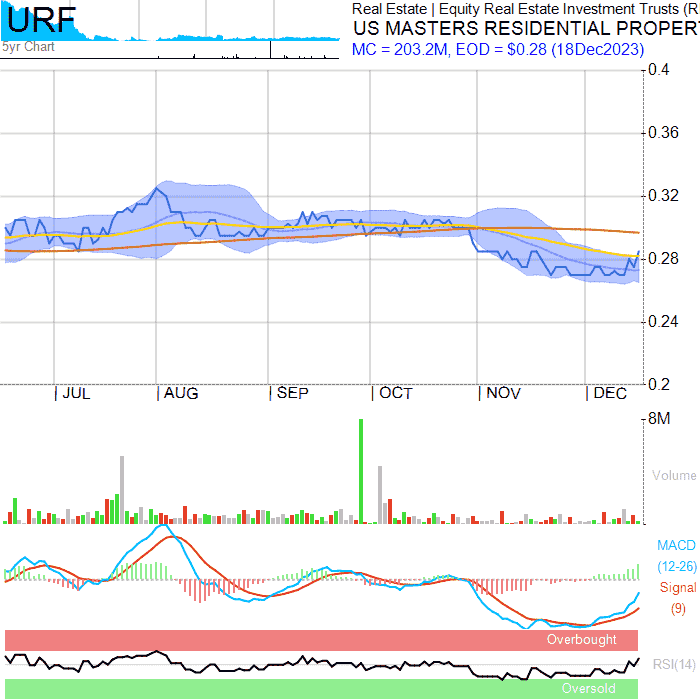 URF
5yr Chart
Real Estate | Equity Real Estate Investment Trusts (R
US MASTERS RESIDENTIAL PROPERT
MC = 203.2M, EOD = $0.28 (18Dec2023)
0.4
0.36
0.32
0.28
0.24
0.2
JUL AUG SEP OCT NOV DEC
8M
Volume
MACD
(12-26)
Signal
(9)
Overbought
RSI(14)
Oversold